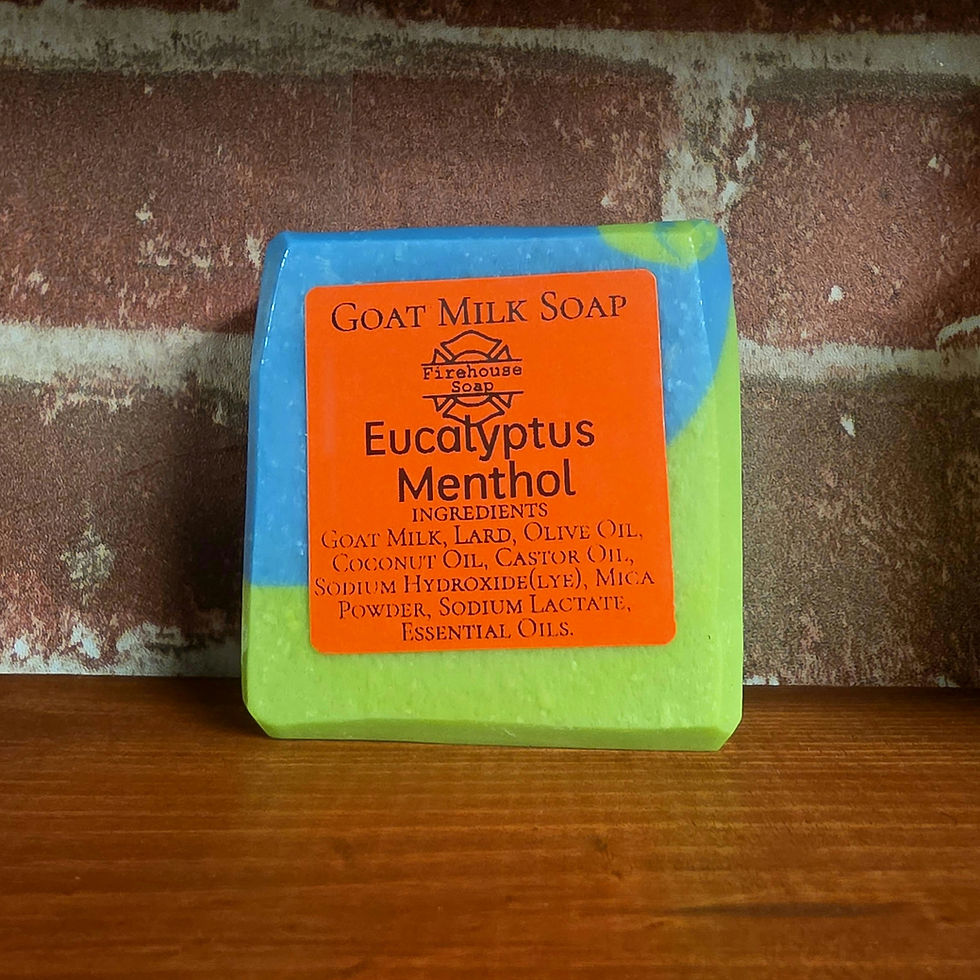 Goat Milk Soap
Firehouse
Soap
Eucalyptus
Menthol
INGREDIENTS
Goat Milk, Lard, Olive Oil,
Coconut Oil, Castor Oil,
Sodium Hydroxide(lye), Mica
Powder, Sodium Lactate,
Essential Oils.